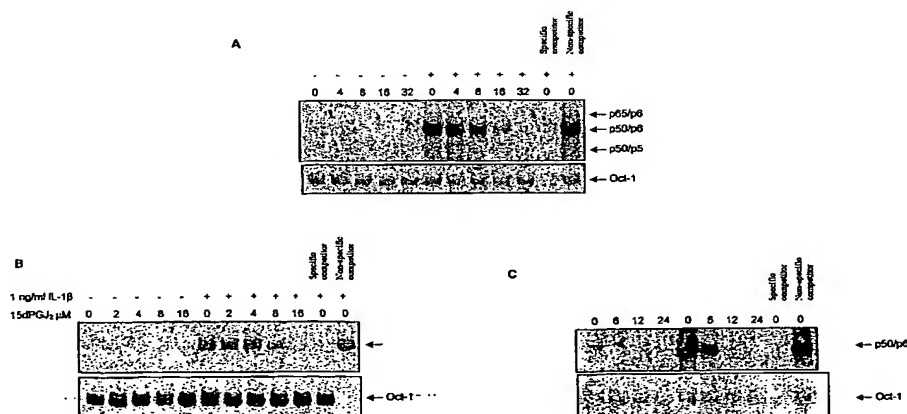 A
Specific competitor
Non-specific competitor
- - - - - + + + + + + +
0 4 8 16 32 0 4 8 16 32 0 0
p65/p6
p50/p6
p50/p5
Oct-1
B
Specific competitor
Non-specific competitor
1 ng/ml IL-1β - - - - - + + + + + + +
15dPGJ₂ μM 0 2 4 8 16 0 2 4 8 16 0 0
Oct-1
C
Specific competitor
Non-specific competitor
0 6 12 24 0 6 12 24 0 0
p50/p6
Oct-1